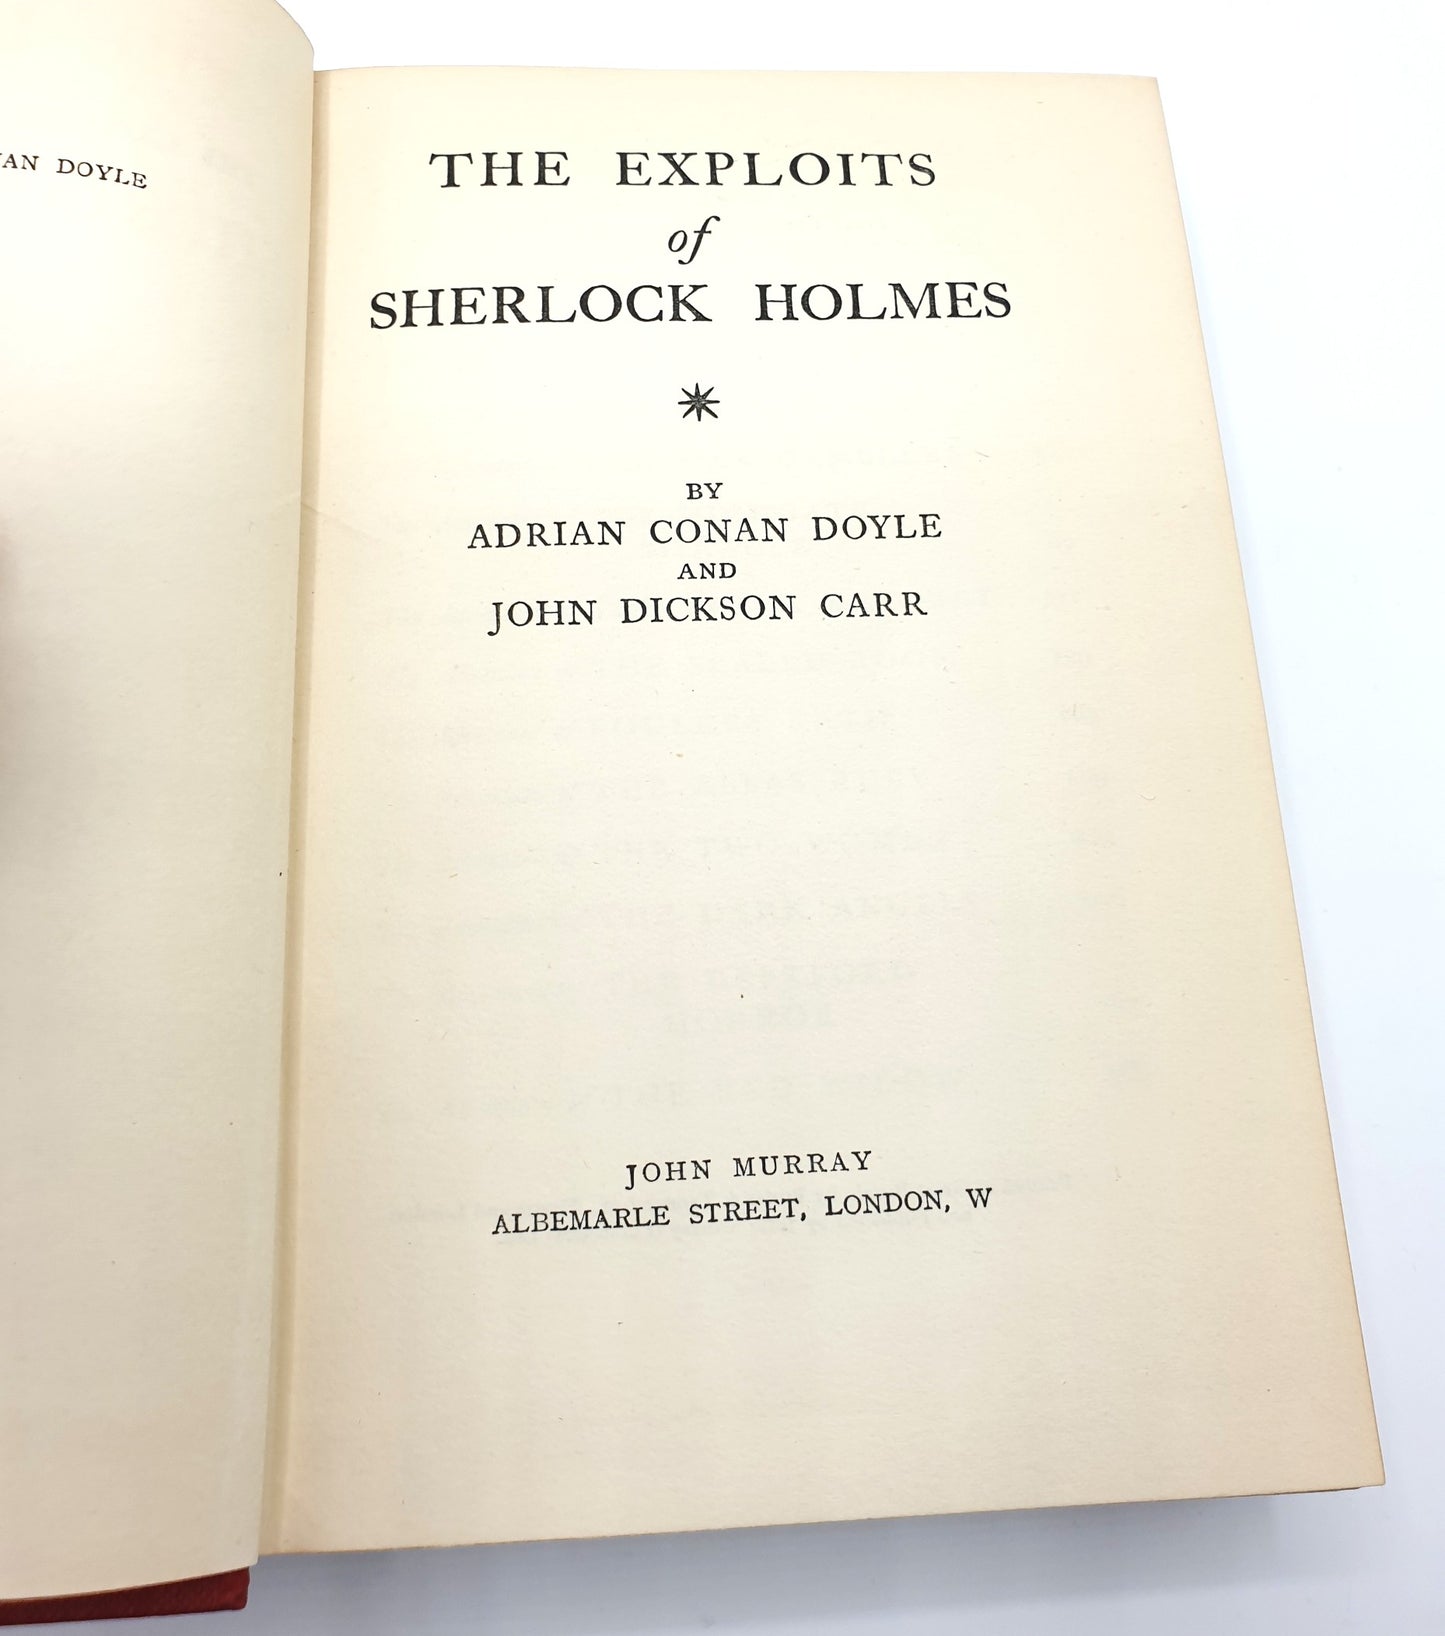 DOYLE
THE EXPLOITS
of
SHERLOCK HOLMES
BY
ADRIAN CONAN DOYLE
AND
JOHN DICKSON CARR
JOHN MURRAY
ALBEMARLE STREET, LONDON, W